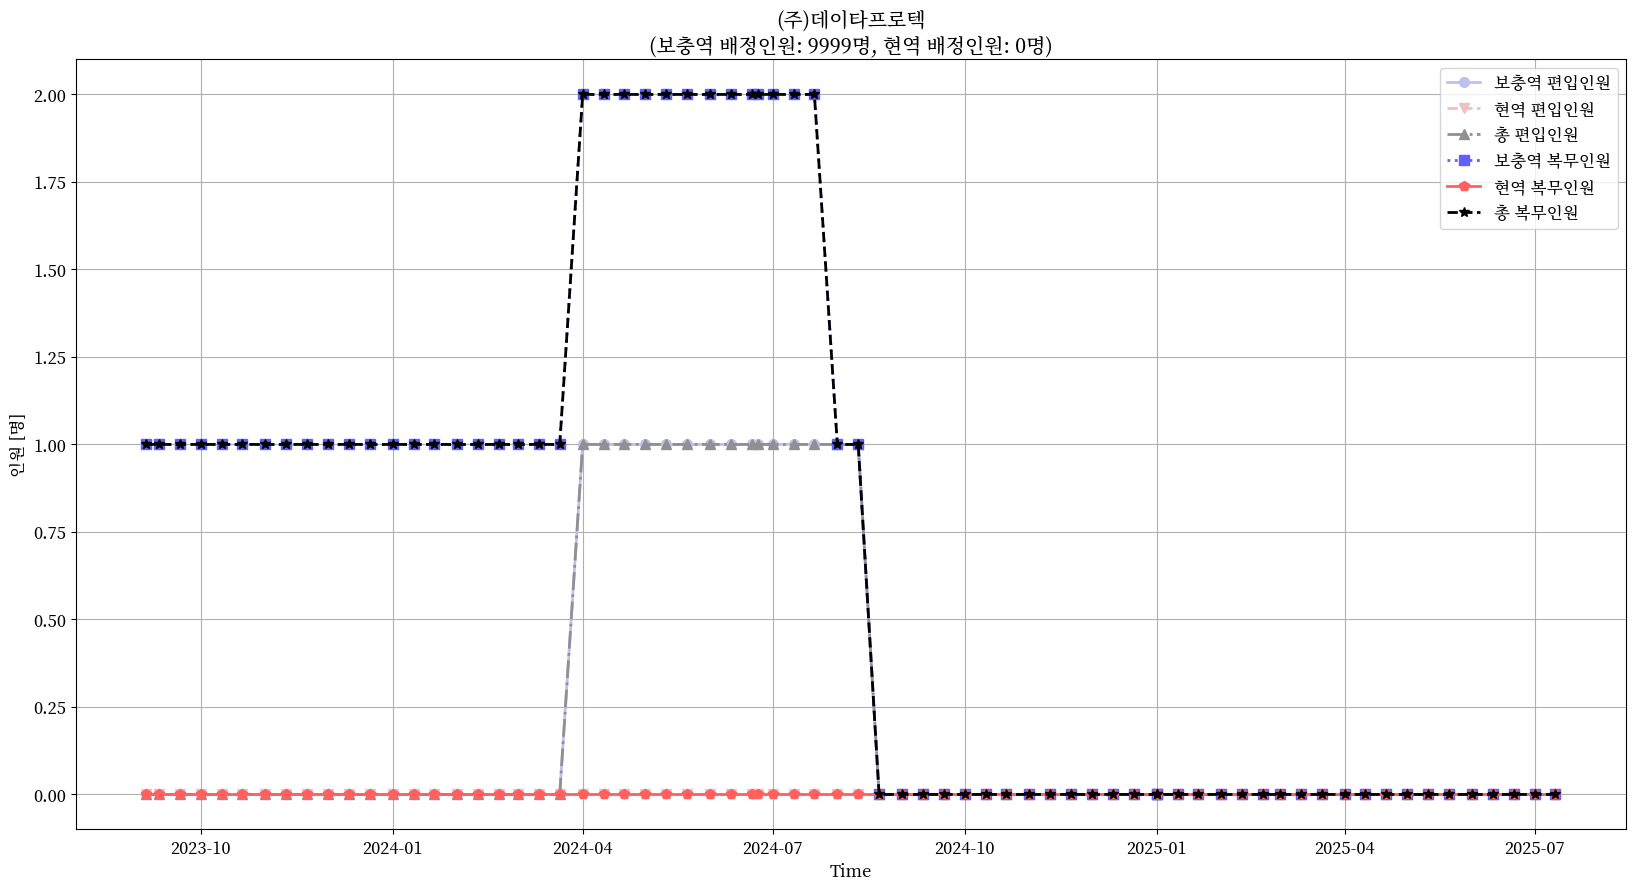 (주)데이타프로텍
(보충역 배정인원: 9999명, 현역 배정인원: 0명)
보충역 편입인원
현역 편입인원
총 편입인원
보충역 복무인원
현역 복무인원
총 복무인원
인원 [명]
2.00
1.75
1.50
1.25
1.00
0.75
0.50
0.25
0.00
2023-10 2024-01 2024-04 2024-07 2024-10 2025-01 2025-04 2025-07
Time